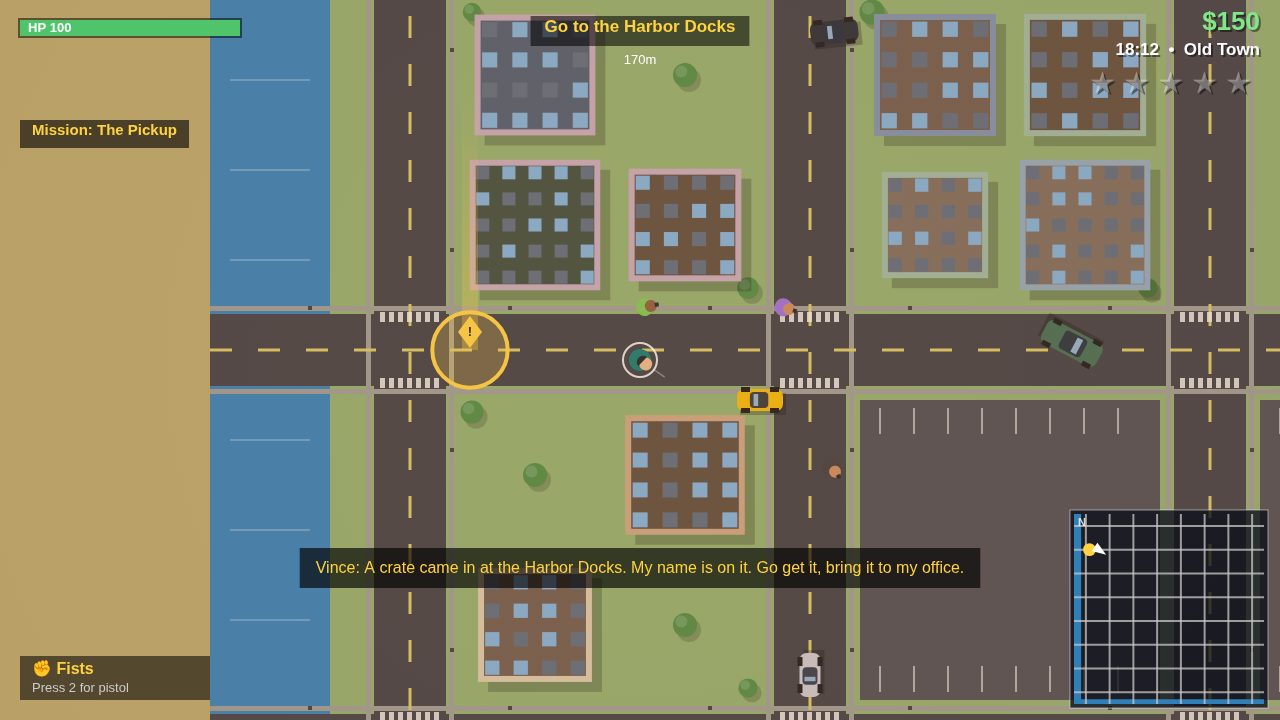 HP 100
Go to the Harbor Docks
170m
$150
18:12 • Old Town
Mission: The Pickup
!
Vince: A crate came in at the Harbor Docks. My name is on it. Go get it, bring it to my office.
N
✊ Fists
Press 2 for pistol